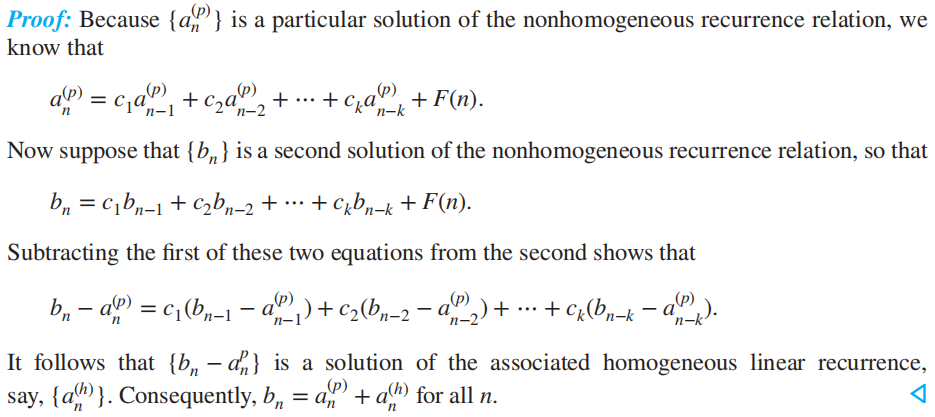 Proof: Because {a_n^{(p)}} is a particular solution of the nonhomogeneous recurrence relation, we
know that
a_n^{(p)} = c_1a_{n−1}^{(p)} + c_2a_{n−2}^{(p)} + ⋯ + c_ka_{n−k}^{(p)} + F(n).
Now suppose that {b_n} is a second solution of the nonhomogeneous recurrence relation, so that
b_n = c_1b_{n−1} + c_2b_{n−2} + ⋯ + c_kb_{n−k} + F(n).
Subtracting the first of these two equations from the second shows that
b_n − a_n^{(p)} = c_1(b_{n−1} − a_{n−1}^{(p)}) + c_2(b_{n−2} − a_{n−2}^{(p)}) + ⋯ + c_k(b_{n−k} − a_{n−k}^{(p)}).
It follows that {b_n − a_n^p} is a solution of the associated homogeneous linear recurrence,
say, {a_n^{(h)}}. Consequently, b_n = a_n^{(p)} + a_n^{(h)} for all n. ◁